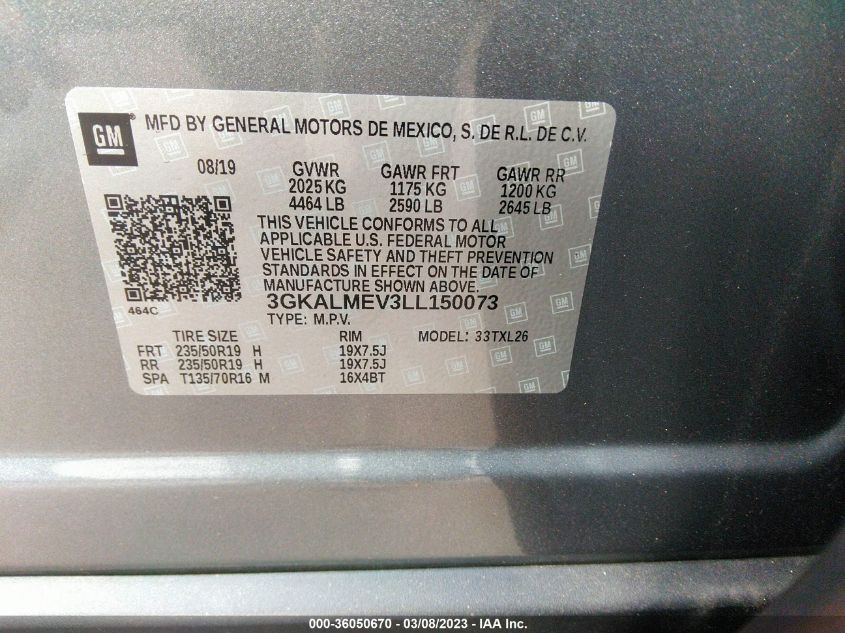 GM
MFD BY GENERAL MOTORS DE MEXICO, S. DE R.L. DE C.V.
08/19 GVWR GAWR FRT GAWR RR
2025 KG 1175 KG 1200 KG
4464 LB 2590 LB 2645 LB
THIS VEHICLE CONFORMS TO ALL
APPLICABLE U.S. FEDERAL MOTOR
VEHICLE SAFETY AND THEFT PREVENTION
STANDARDS IN EFFECT ON THE DATE OF
MANUFACTURE SHOWN ABOVE.
464C
3GKALMEV3LL150073
TYPE: M.P.V.
TIRE SIZE RIM MODEL: 33TXL26
FRT 235/50R19 H 19X7.5J
RR 235/50R19 H 19X7.5J
SPA T135/70R16 M 16X4BT
000-36050670 - 03/08/2023 - IAA Inc.